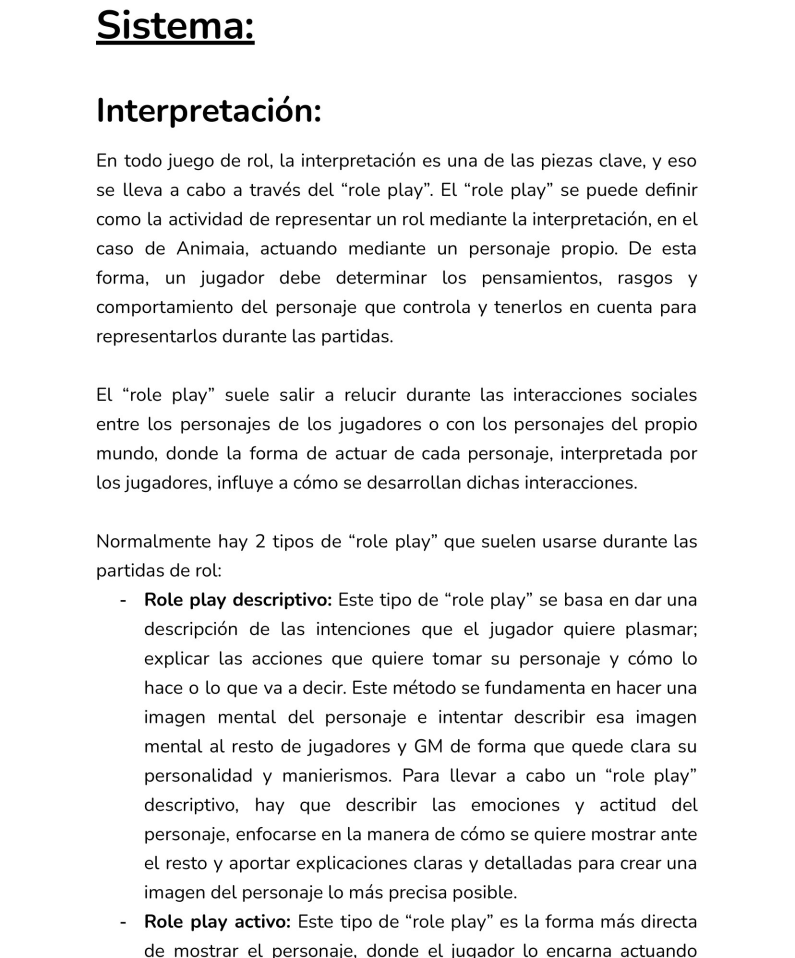 Sistema:
Interpretación:
En todo juego de rol, la interpretación es una de las piezas clave, y eso
se lleva a cabo a través del “role play”. El “role play” se puede definir
como la actividad de representar un rol mediante la interpretación, en el
caso de Animaia, actuando mediante un personaje propio. De esta
forma, un jugador debe determinar los pensamientos, rasgos y
comportamiento del personaje que controla y tenerlos en cuenta para
representarlos durante las partidas.
El “role play” suele salir a relucir durante las interacciones sociales
entre los personajes de los jugadores o con los personajes del propio
mundo, donde la forma de actuar de cada personaje, interpretada por
los jugadores, influye a cómo se desarrollan dichas interacciones.
Normalmente hay 2 tipos de “role play” que suelen usarse durante las
partidas de rol:
- Role play descriptivo: Este tipo de “role play” se basa en dar una
descripción de las intenciones que el jugador quiere plasmar;
explicar las acciones que quiere tomar su personaje y cómo lo
hace o lo que va a decir. Este método se fundamenta en hacer una
imagen mental del personaje e intentar describir esa imagen
mental al resto de jugadores y GM de forma que quede clara su
personalidad y manierismos. Para llevar a cabo un “role play”
descriptivo, hay que describir las emociones y actitud del
personaje, enfocarse en la manera de cómo se quiere mostrar ante
el resto y aportar explicaciones claras y detalladas para crear una
imagen del personaje lo más precisa posible.
- Role play activo: Este tipo de “role play” es la forma más directa
de mostrar el personaje, donde el jugador lo encarna actuando